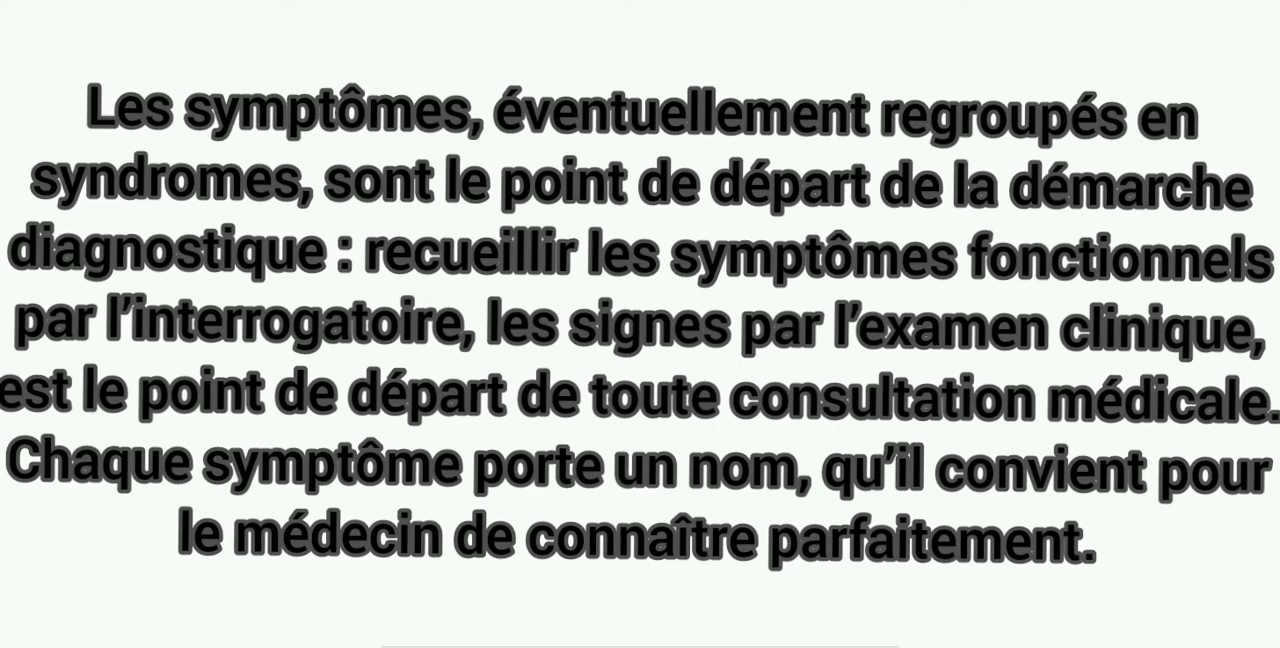 Les symptômes, éventuellement regroupés en
syndromes, sont le point de départ de la démarche
diagnostique : recueillir les symptômes fonctionnels
par l’interrogatoire, les signes par l’examen clinique,
est le point de départ de toute consultation médicale.
Chaque symptôme porte un nom, qu’il convient pour
le médecin de connaître parfaitement.